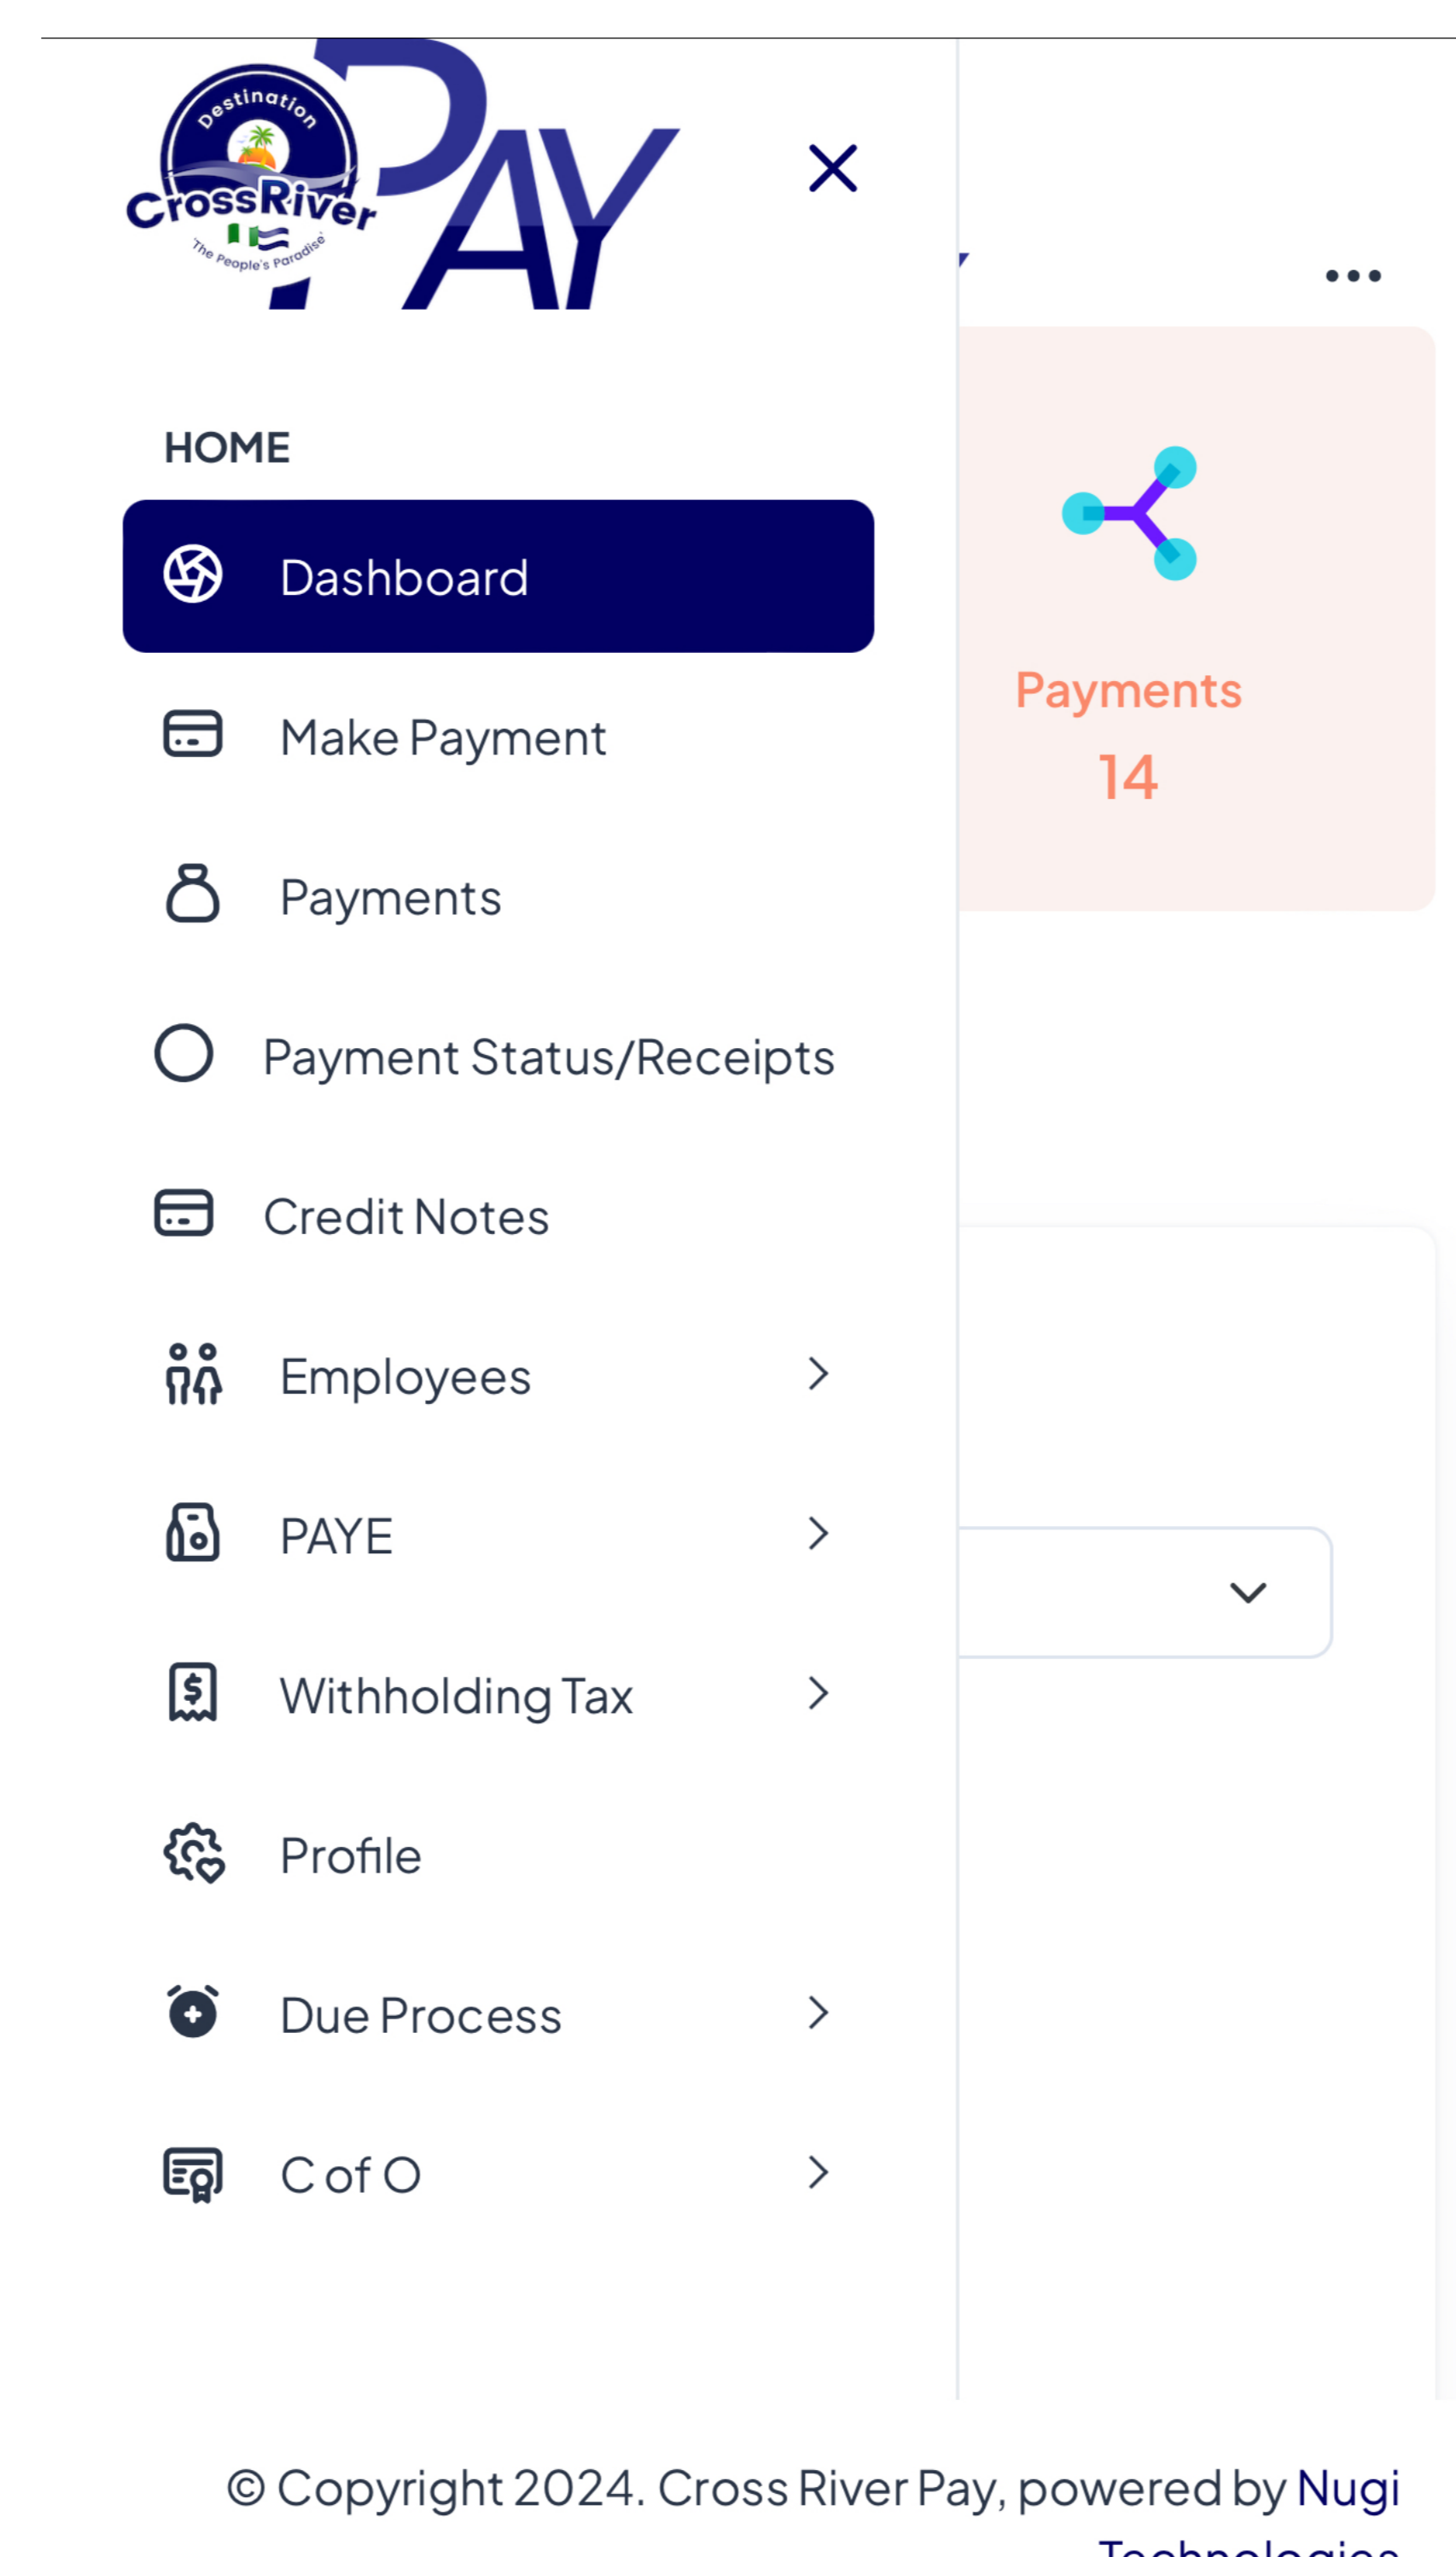 Destination
CrossRiver
'The People's Paradise'
PAY
HOME
Dashboard
Make Payment
Payments
14
Payments
Payment Status/Receipts
Credit Notes
Employees
PAYE
Withholding Tax
Profile
Due Process
C of O
© Copyright 2024. Cross River Pay, powered by Nugi
Technologies